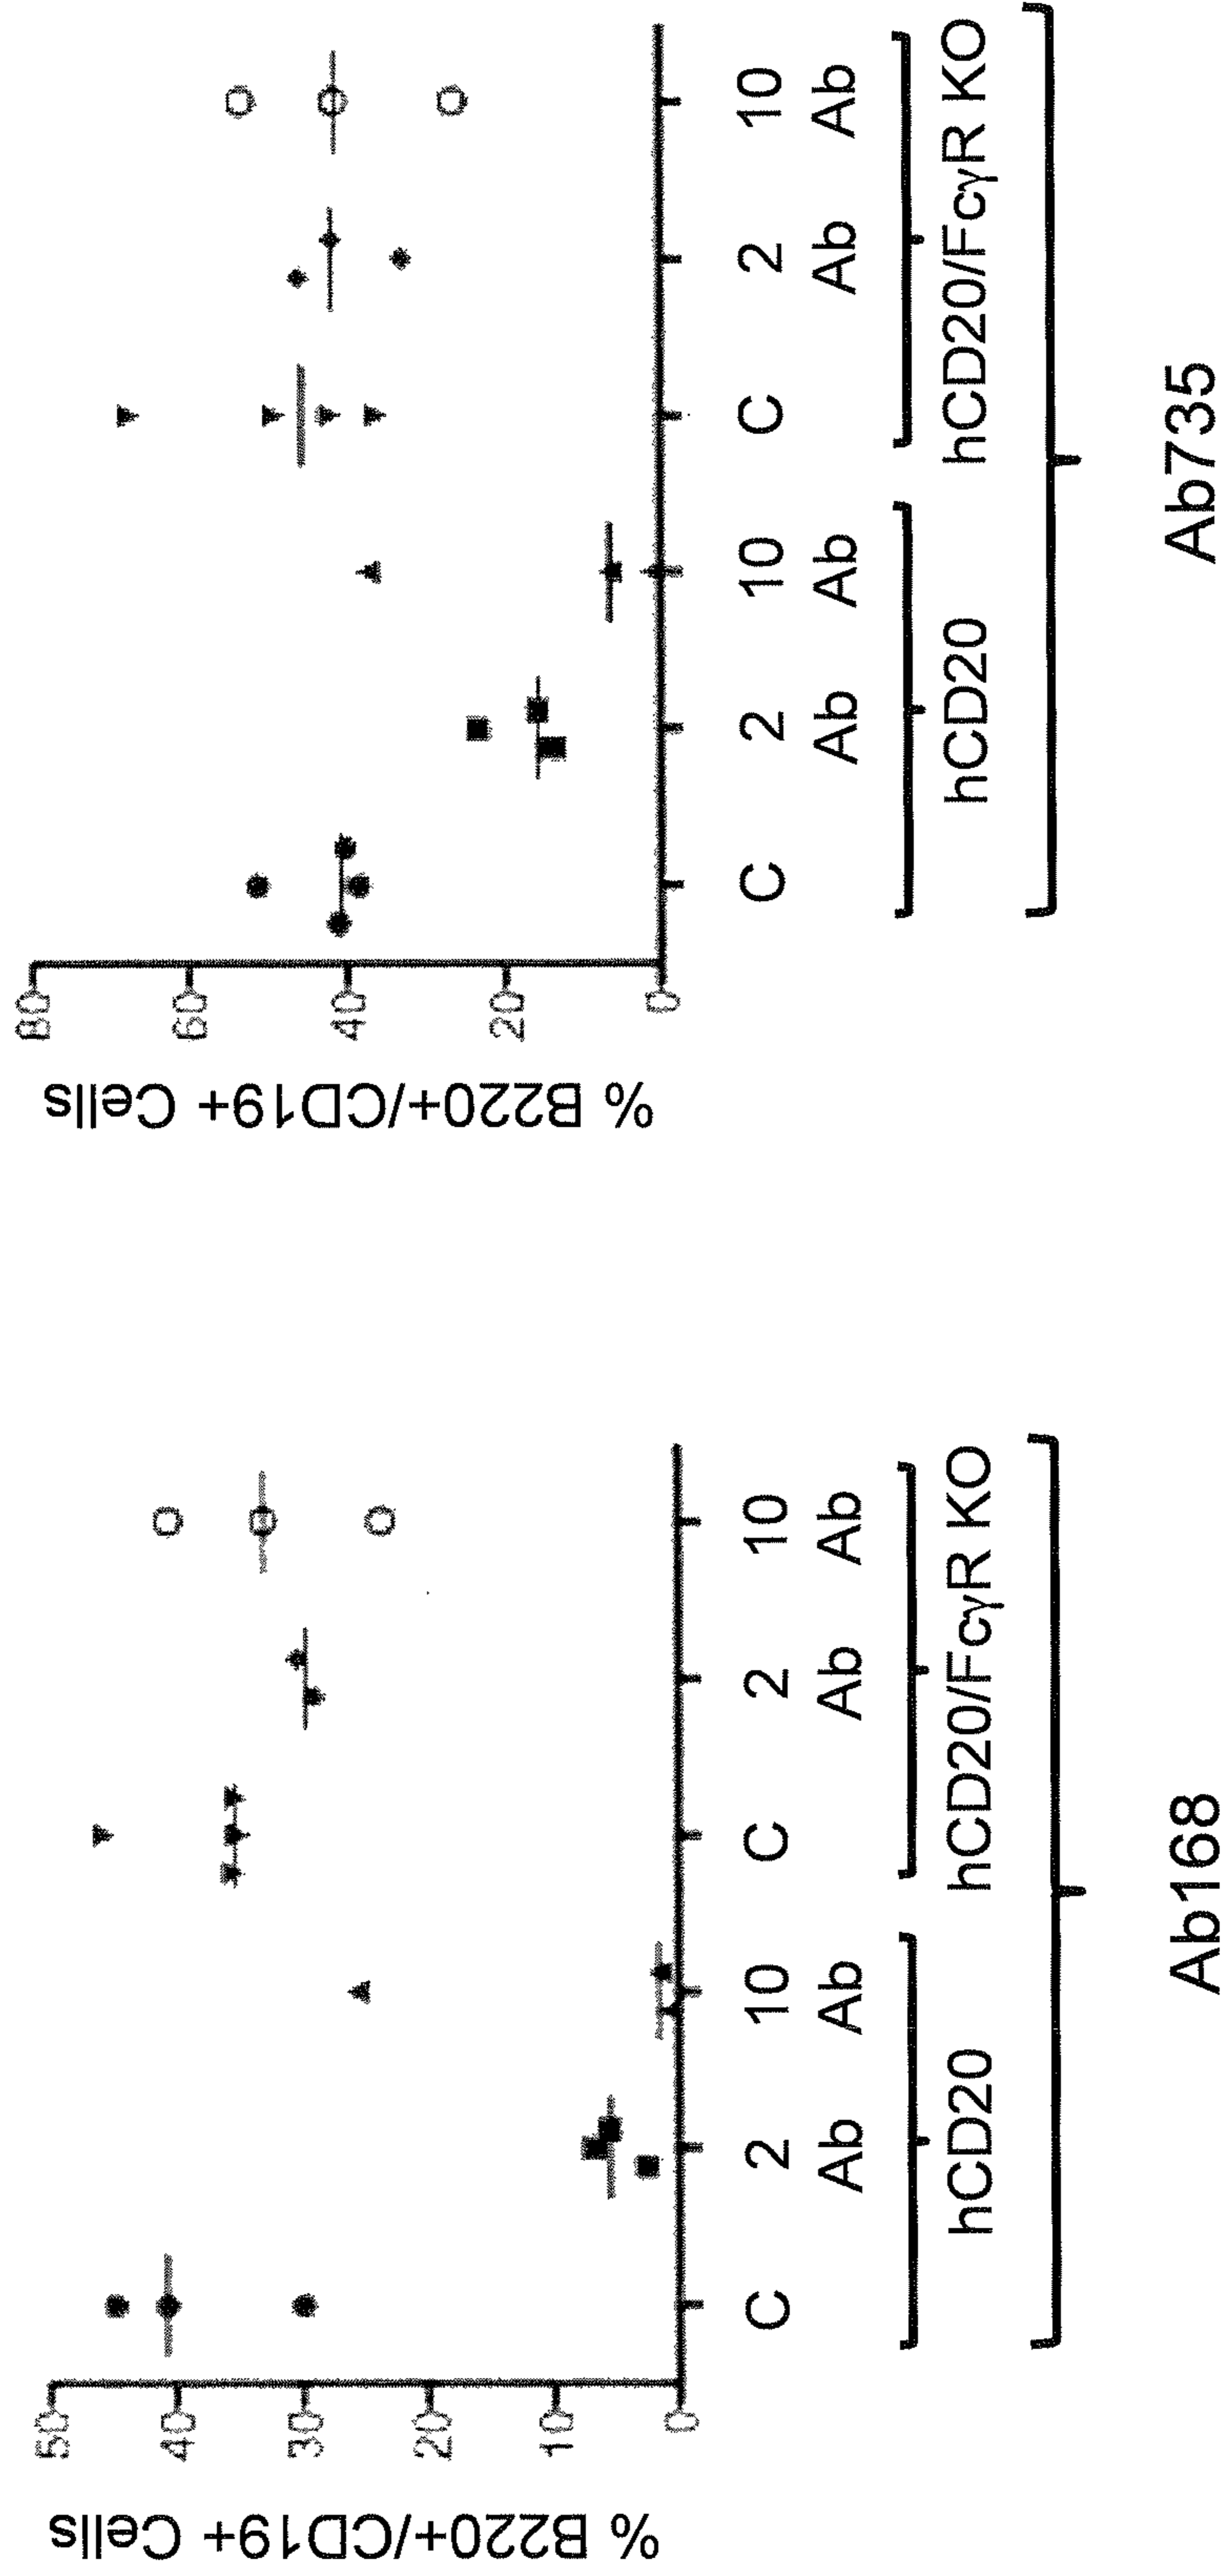 % B220+/CD19+ Cells
50
40
30
20
10
0
C 2 10 C 2 10
Ab Ab Ab Ab
hCD20 hCD20/FcγR KO
Ab168
% B220+/CD19+ Cells
80
60
40
20
0
C 2 10 C 2 10
Ab Ab Ab Ab
hCD20 hCD20/FcγR KO
Ab735